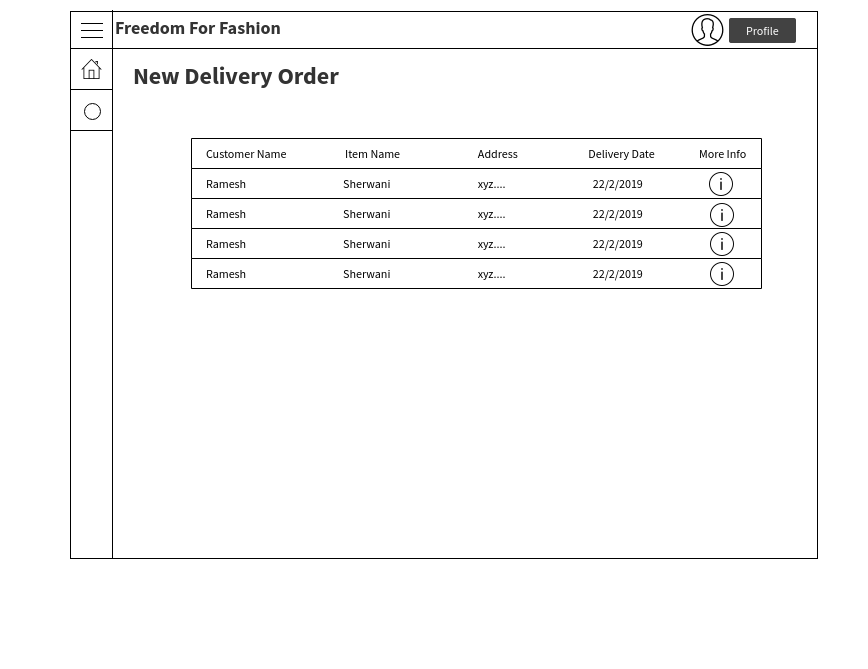 Freedom For Fashion
Profile
New Delivery Order
Customer Name Item Name Address Delivery Date More Info
Ramesh Sherwani xyz.... 22/2/2019 i
Ramesh Sherwani xyz.... 22/2/2019 i
Ramesh Sherwani xyz.... 22/2/2019 i
Ramesh Sherwani xyz.... 22/2/2019 i